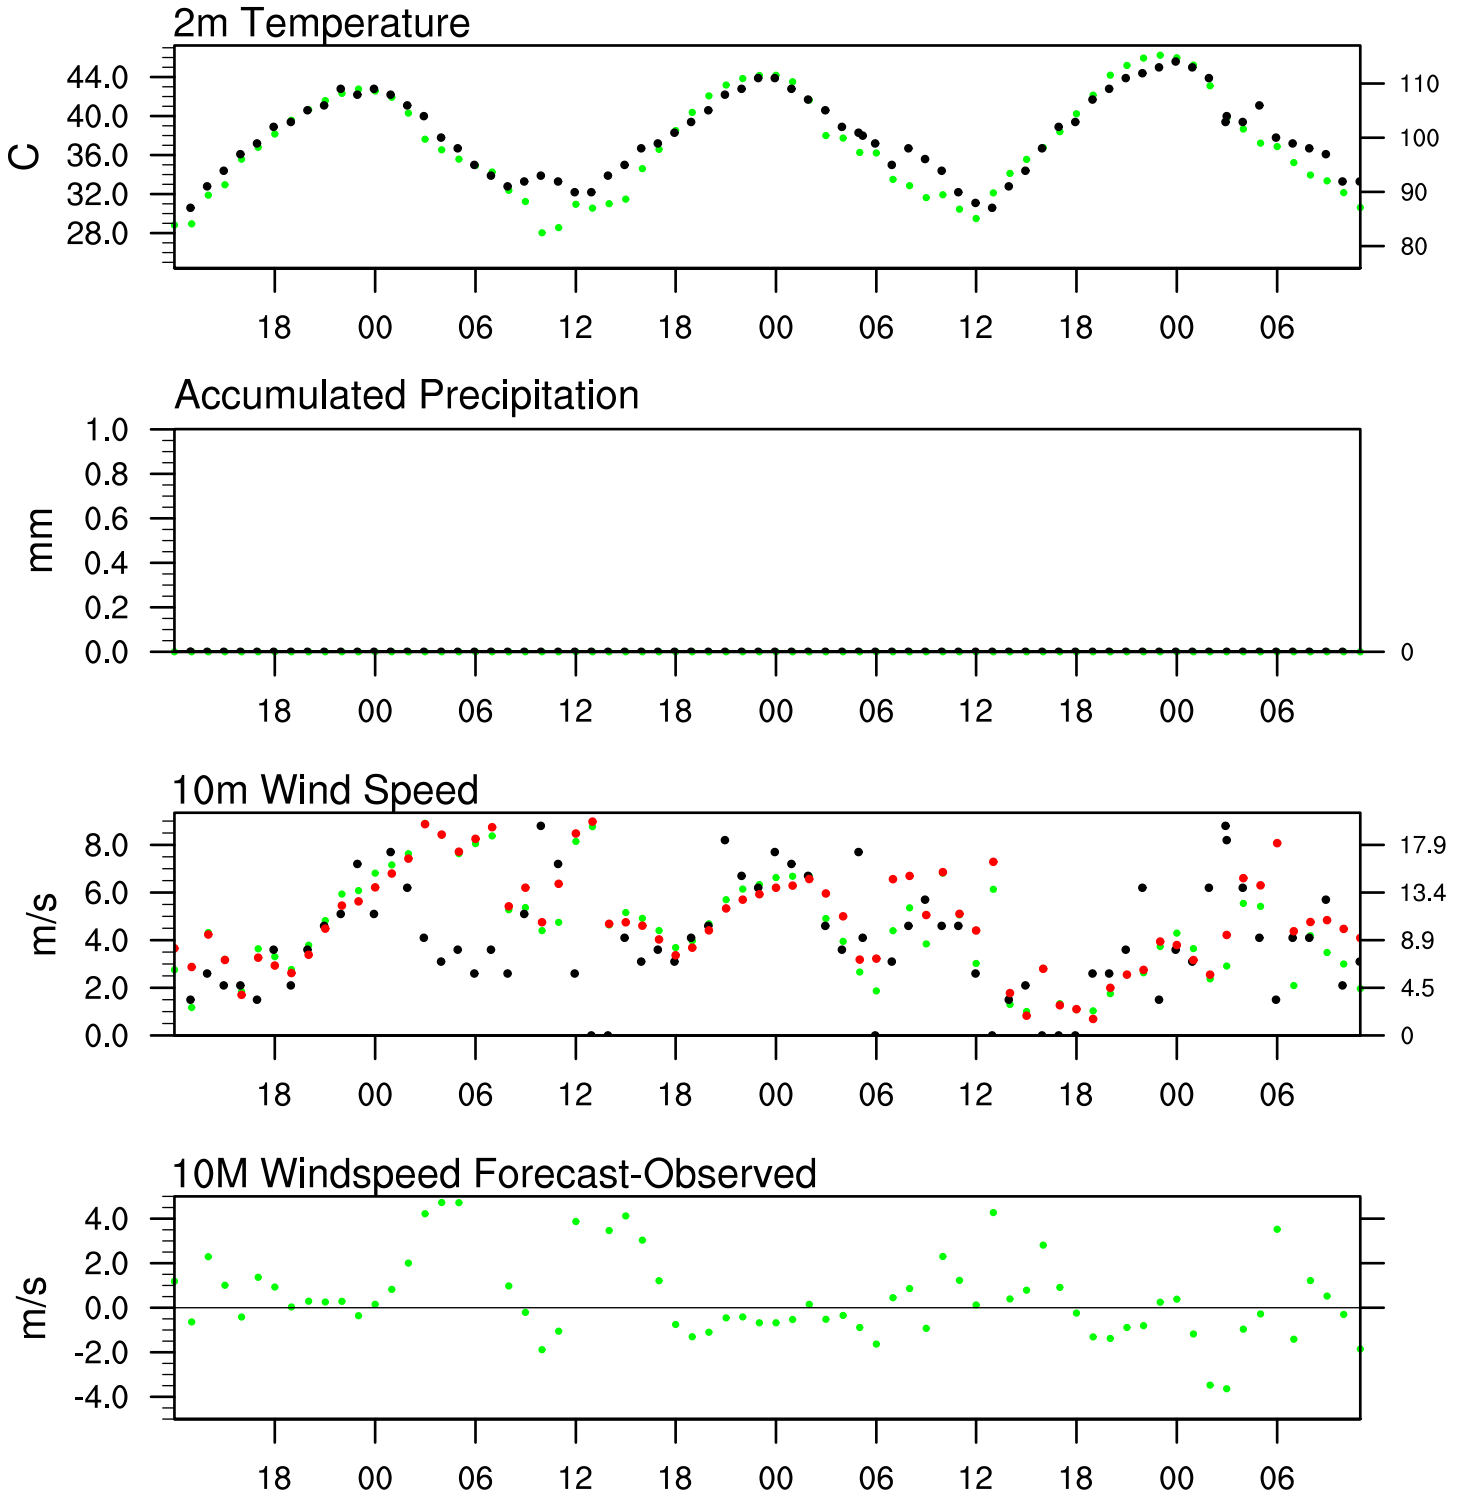 2m Temperature
44.0
40.0
36.0
32.0
28.0
C
110
100
90
80
18 00 06 12 18 00 06 12 18 00 06
Accumulated Precipitation
1.0
0.8
0.6
0.4
0.2
0.0
mm
0
18 00 06 12 18 00 06 12 18 00 06
10m Wind Speed
8.0
6.0
4.0
2.0
0.0
m/s
17.9
13.4
8.9
4.5
0
18 00 06 12 18 00 06 12 18 00 06
10M Windspeed Forecast-Observed
4.0
2.0
0.0
-2.0
-4.0
m/s
18 00 06 12 18 00 06 12 18 00 06